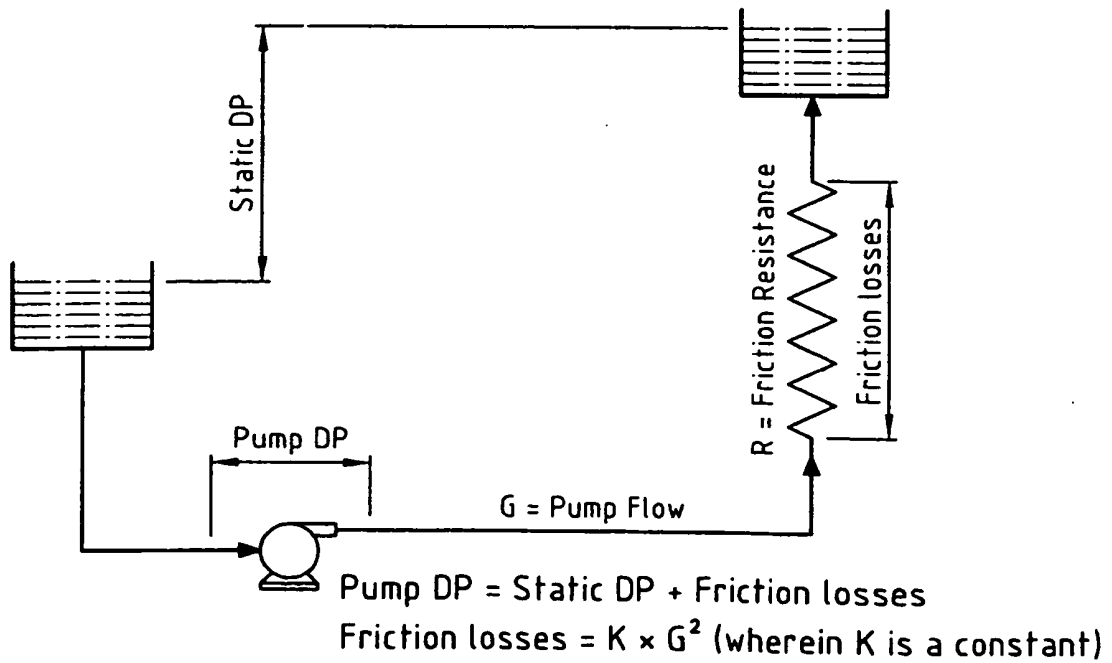 Static DP
R = Friction Resistance
Friction losses
Pump DP
G = Pump Flow
Pump DP = Static DP + Friction losses
Friction losses = K x G² (wherein K is a constant)